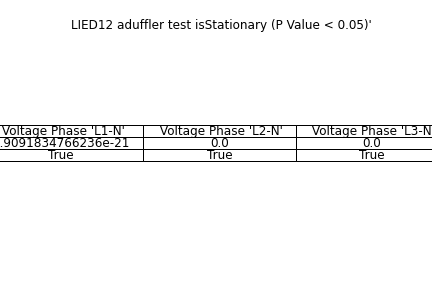 LIED12 aduffler test isStationary (P Value < 0.05)'
Voltage Phase 'L1-N' Voltage Phase 'L2-N' Voltage Phase 'L3-N
.9091834766236e-21 0.0 0.0
True True True